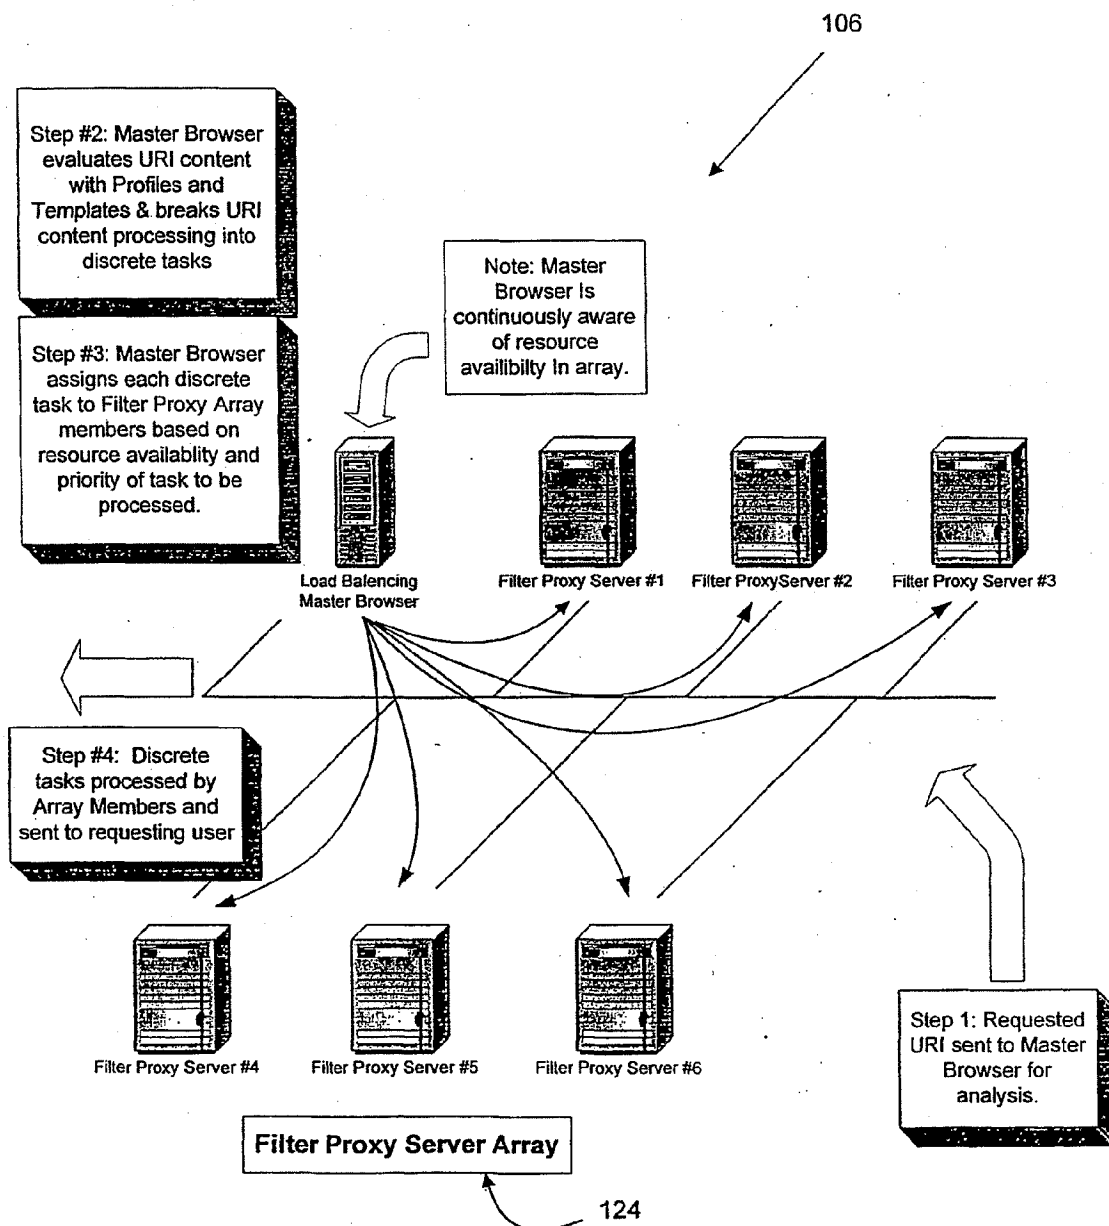 106
Step #2: Master Browser
evaluates URI content
with Profiles and
Templates & breaks URI
content processing into
discrete tasks
Note: Master
Browser Is
continuously aware
of resource
availibilty In array.
Step #3: Master Browser
assigns each discrete
task to Filter Proxy Array
members based on
resource availablity and
priority of task to be
processed.
Load Balencing
Master Browser
Filter Proxy Server #1
Filter ProxyServer #2
Filter Proxy Server #3
Step #4: Discrete
tasks processed by
Array Members and
sent to requesting user
Filter Proxy Server #4
Filter Proxy Server #5
Filter Proxy Server #6
Step 1: Requested
URI sent to Master
Browser for
analysis.
Filter Proxy Server Array
124